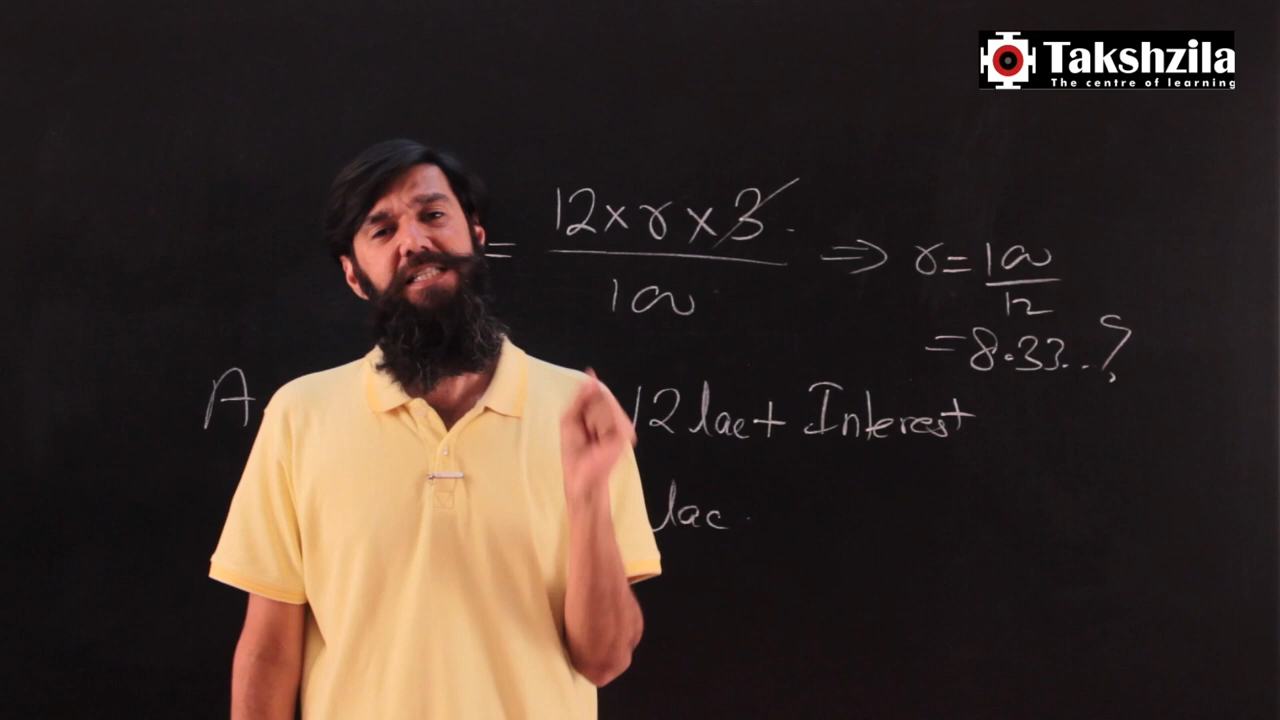 Takshzila
The centre of learning
= 12 x r x 3 / 100 ⇒ r = 100 / 12
= 8.33..?
A 12 lac + Interest
lac.